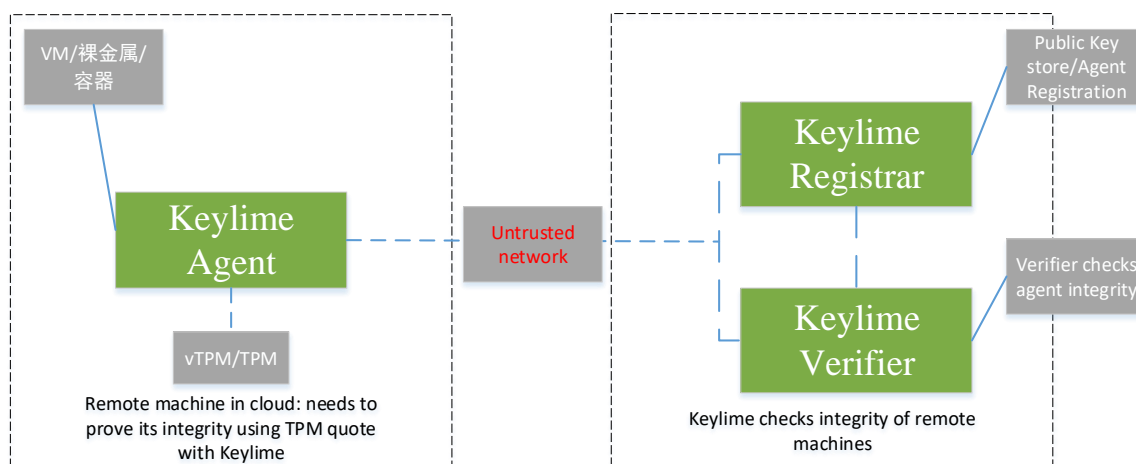 VM/裸金属/
容器
Keylime
Agent
vTPM/TPM
Remote machine in cloud: needs to
prove its integrity using TPM quote
with Keylime
Untrusted
network
Public Key
store/Agent
Registration
Keylime
Registrar
Verifier checks
agent integrity
Keylime
Verifier
Keylime checks integrity of remote
machines